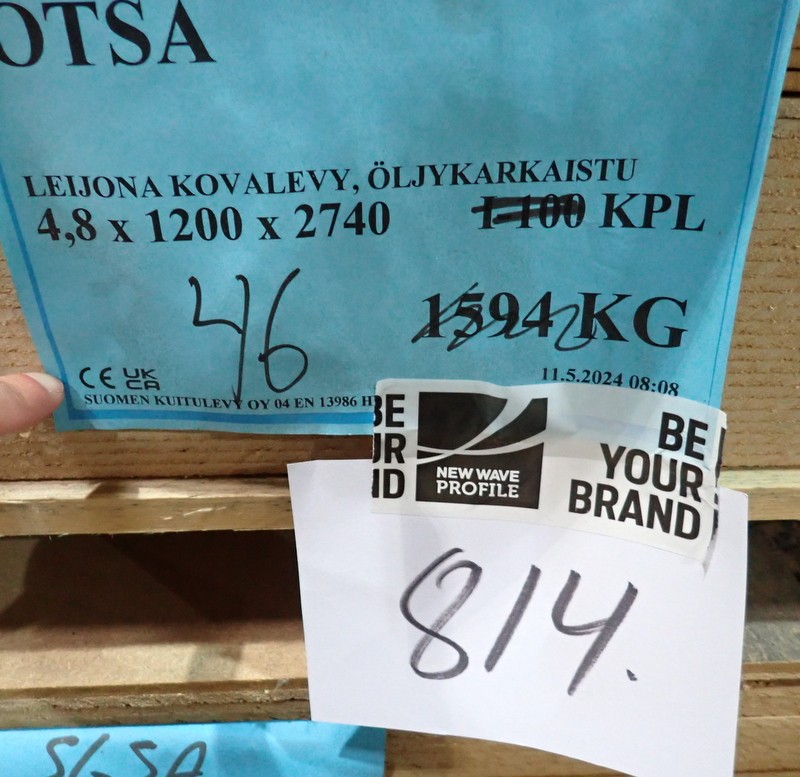 OTSA
LEIJONA KOVALEVY, ÖLJYKARKAISTU
4,8 x 1200 x 2740 1 100 KPL
46 1594 KG
CE UK CA 11.5.2024 08:08
SUOMEN KUITULEVY OY 04 EN 13986 H
BE YOUR BRAND
NEW WAVE PROFILE
814.